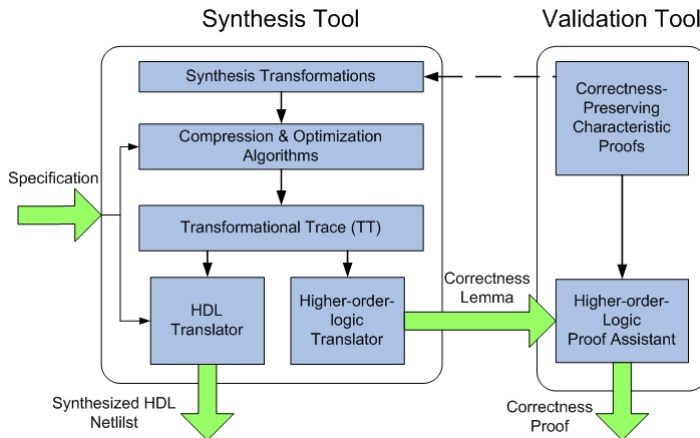 Synthesis Tool
Validation Tool
Synthesis Transformations
Correctness-
Preserving
Characteristic
Proofs
Compression & Optimization
Algorithms
Specification
Transformational Trace (TT)
HDL
Translator
Higher-order-
logic
Translator
Correctness
Lemma
Higher-order-
Logic
Proof Assistant
Synthesized HDL
Netlilst
Correctness
Proof